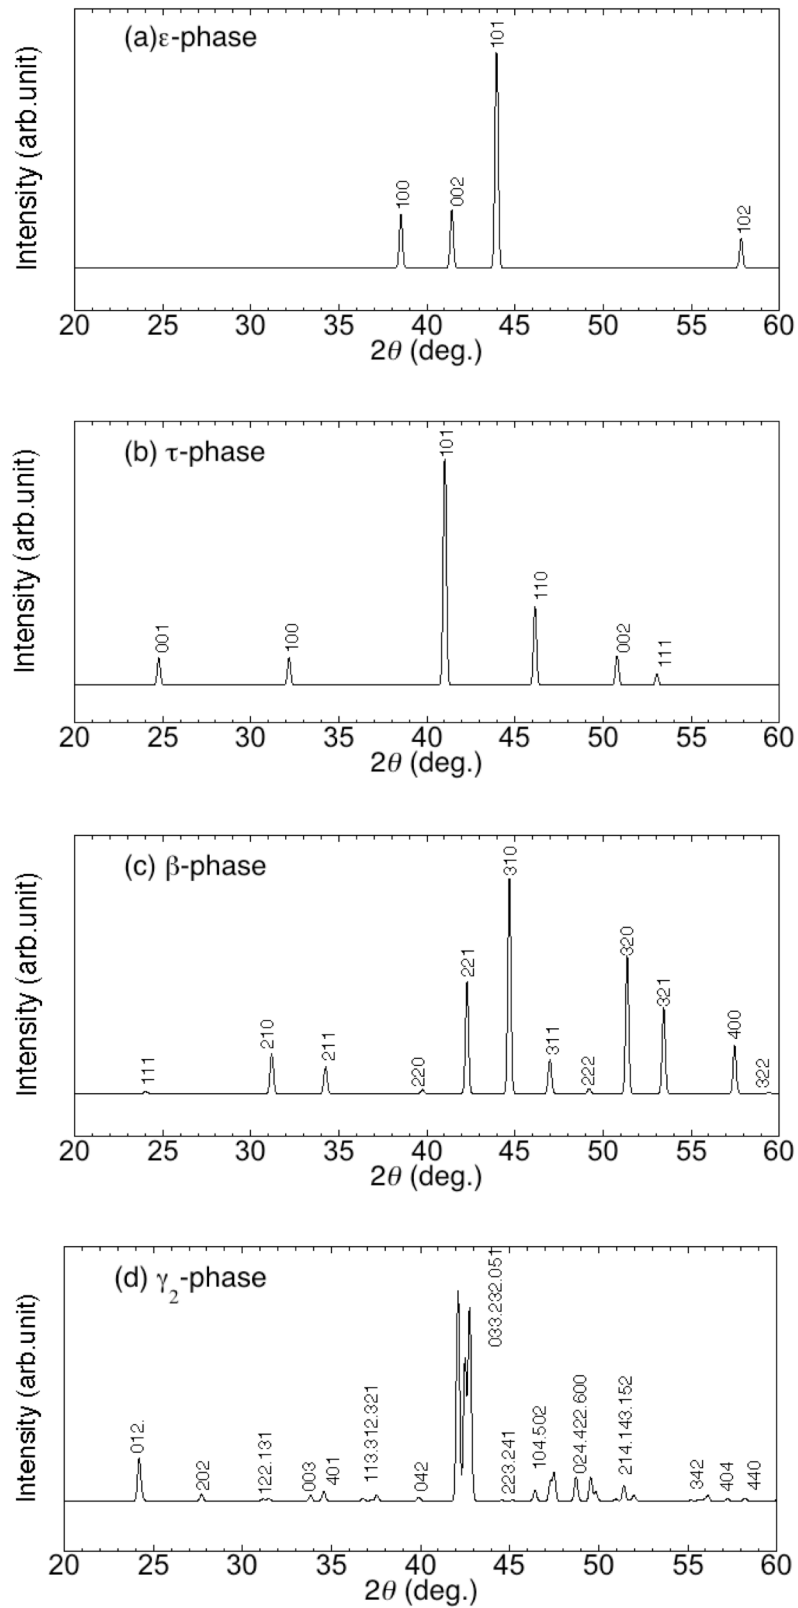 (a)ε-phase
Intensity (arb.unit)
100
002
101
102
20 25 30 35 40 45 50 55 60
2θ (deg.)
(b) τ-phase
Intensity (arb.unit)
001
100
101
110
002
111
20 25 30 35 40 45 50 55 60
2θ (deg.)
(c) β-phase
Intensity (arb.unit)
111
210
211
220
221
310
311
222
320
321
400
322
20 25 30 35 40 45 50 55 60
2θ (deg.)
(d) γ2-phase
Intensity (arb.unit)
012.
202
122.131
003
401
113.312.321
042
033.232.051
223.241
104.502
024.422.600
214.143.152
342
404
440
20 25 30 35 40 45 50 55 60
2θ (deg.)